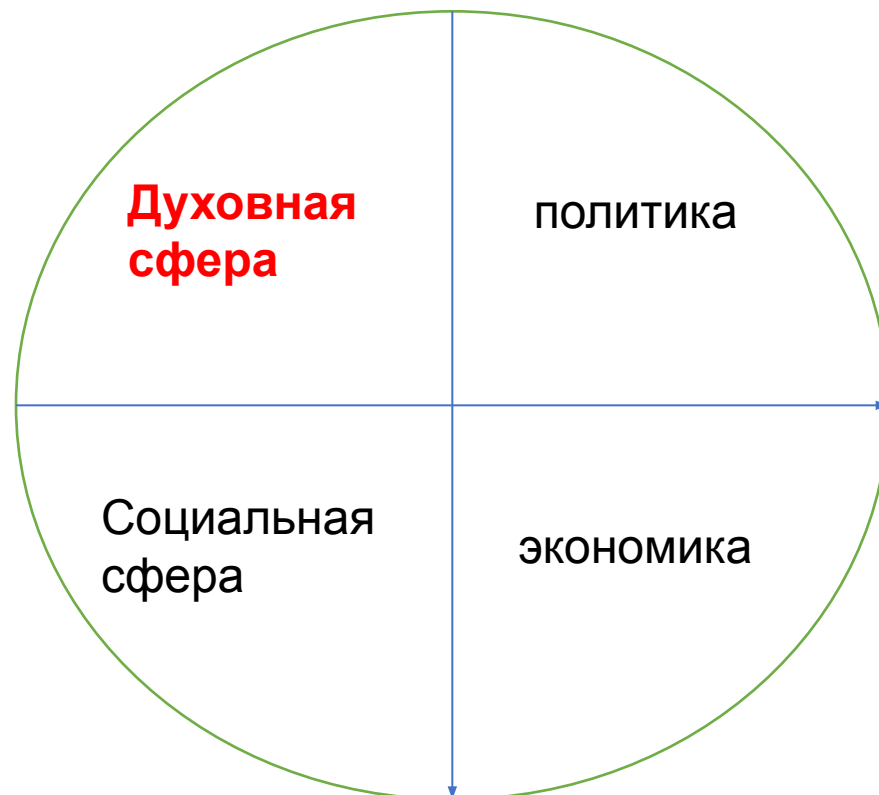 Духовная
сфера
политика
Социальная
сфера
экономика